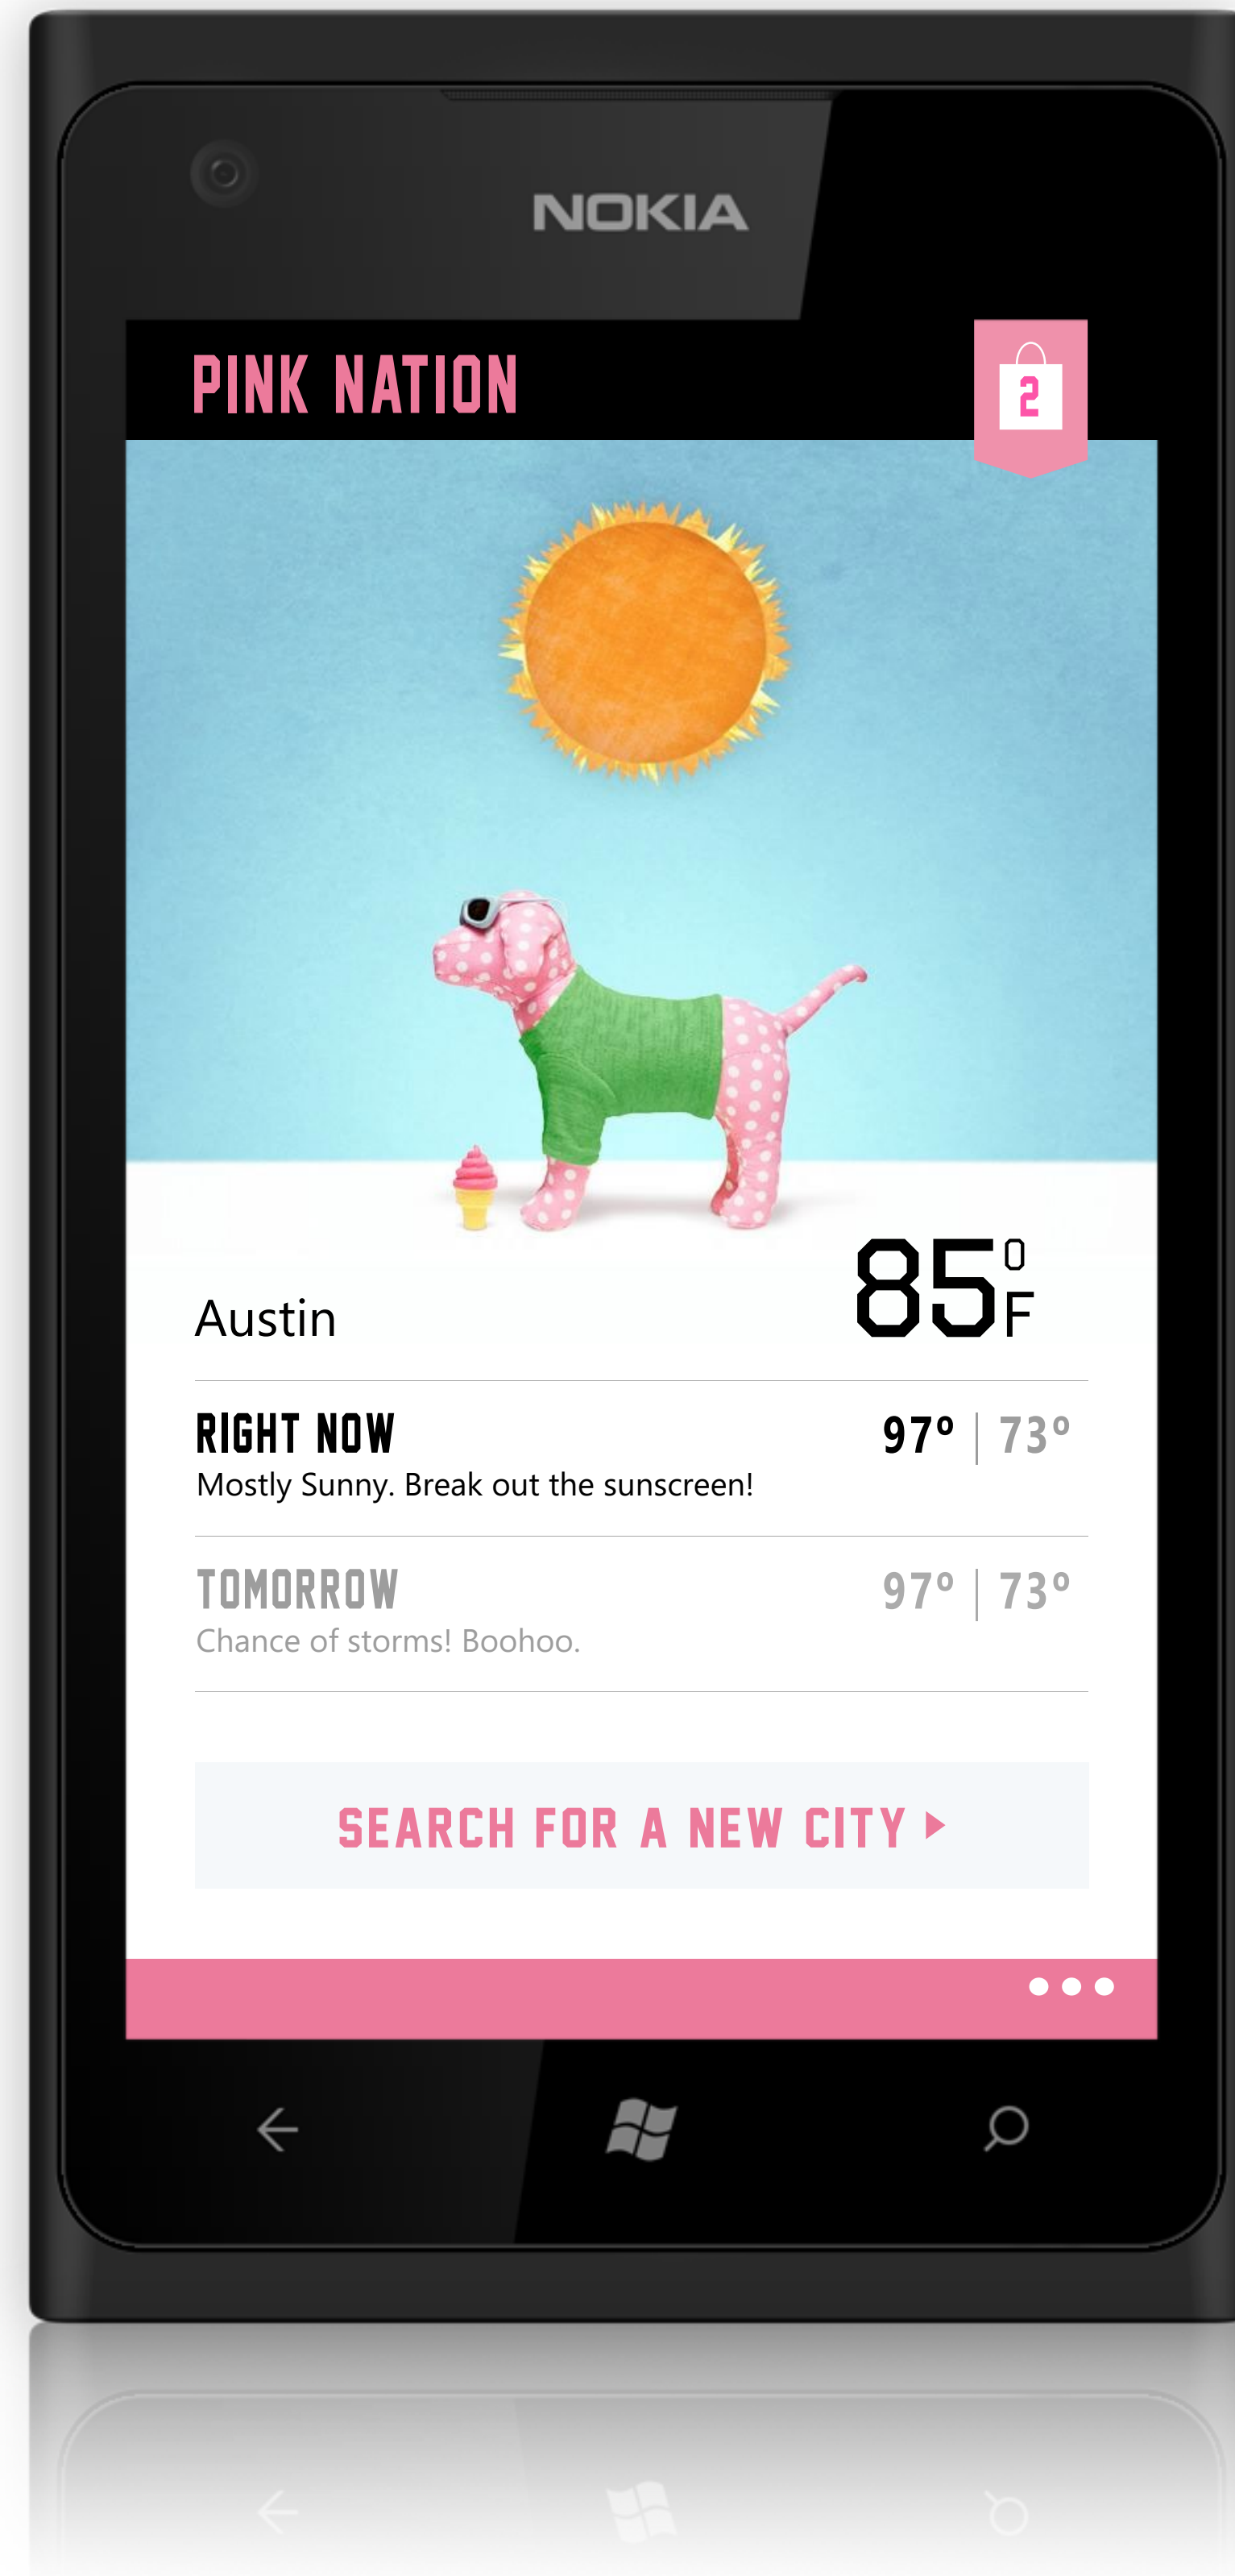 NOKIA
PINK NATION
2
85°F
Austin
RIGHT NOW
97° | 73°
Mostly Sunny. Break out the sunscreen!
TOMORROW
97° | 73°
Chance of storms! Boohoo.
SEARCH FOR A NEW CITY